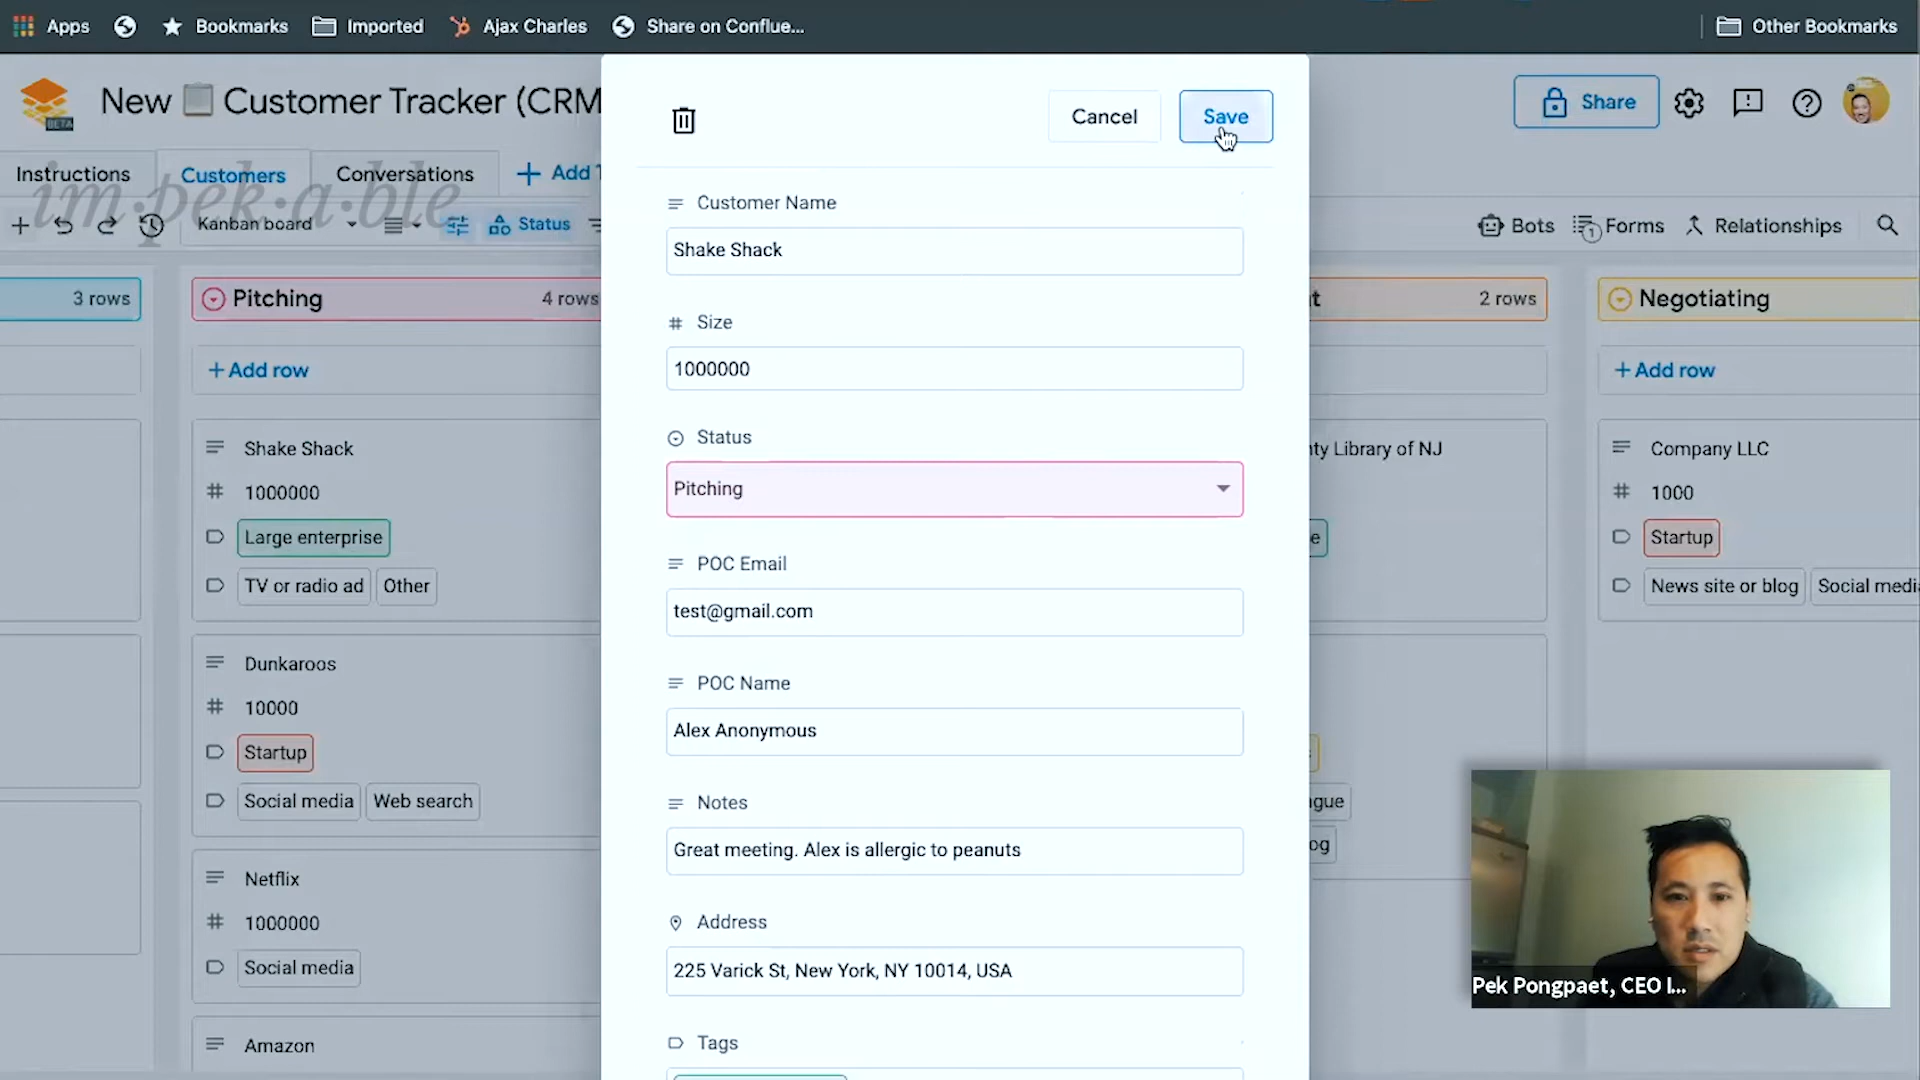 Apps
Bookmarks
Imported
Ajax Charles
Share on Conflue...
Other Bookmarks
BETA
New Customer Tracker (CRM
Share
Instructions
Customers
Conversations
+ Add
im·pek·a·ble
Kanban board
Status
Bots
1
Forms
Relationships
3 rows
Pitching
4 rows
+ Add row
Shake Shack
# 1000000
Large enterprise
TV or radio ad
Other
Dunkaroos
# 10000
Startup
Social media
Web search
Netflix
# 1000000
Social media
Amazon
Cancel
Save
Customer Name
Shake Shack
# Size
1000000
Status
Pitching
POC Email
test@gmail.com
POC Name
Alex Anonymous
Notes
Great meeting. Alex is allergic to peanuts
Address
225 Varick St, New York, NY 10014, USA
Tags
t
2 rows
ty Library of NJ
e
gue
og
Negotiating
+ Add row
Company LLC
# 1000
Startup
News site or blog
Social medi
Pek Pongpaet, CEO I...